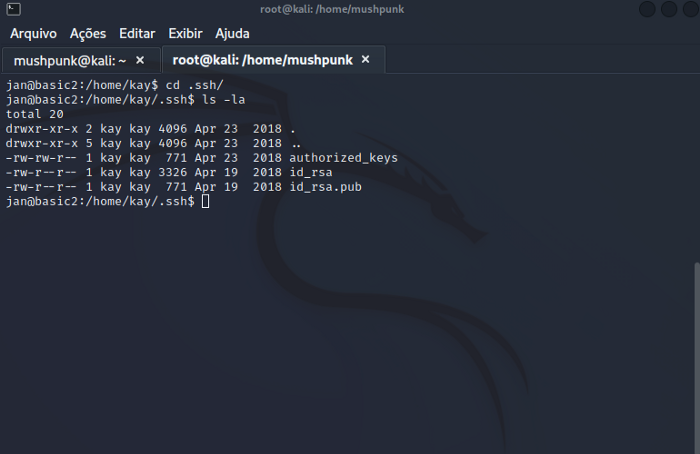 root@kali: /home/mushpunk
Arquivo Ações Editar Exibir Ajuda
mushpunk@kali: ~ × root@kali: /home/mushpunk ×
jan@basic2:/home/kay$ cd .ssh/
jan@basic2:/home/kay/.ssh$ ls -la
total 20
drwxr-xr-x 2 kay kay 4096 Apr 23  2018 .
drwxr-xr-x 5 kay kay 4096 Apr 23  2018 ..
-rw-rw-r-- 1 kay kay  771 Apr 23  2018 authorized_keys
-rw-r--r-- 1 kay kay 3326 Apr 19  2018 id_rsa
-rw-r--r-- 1 kay kay  771 Apr 19  2018 id_rsa.pub
jan@basic2:/home/kay/.ssh$